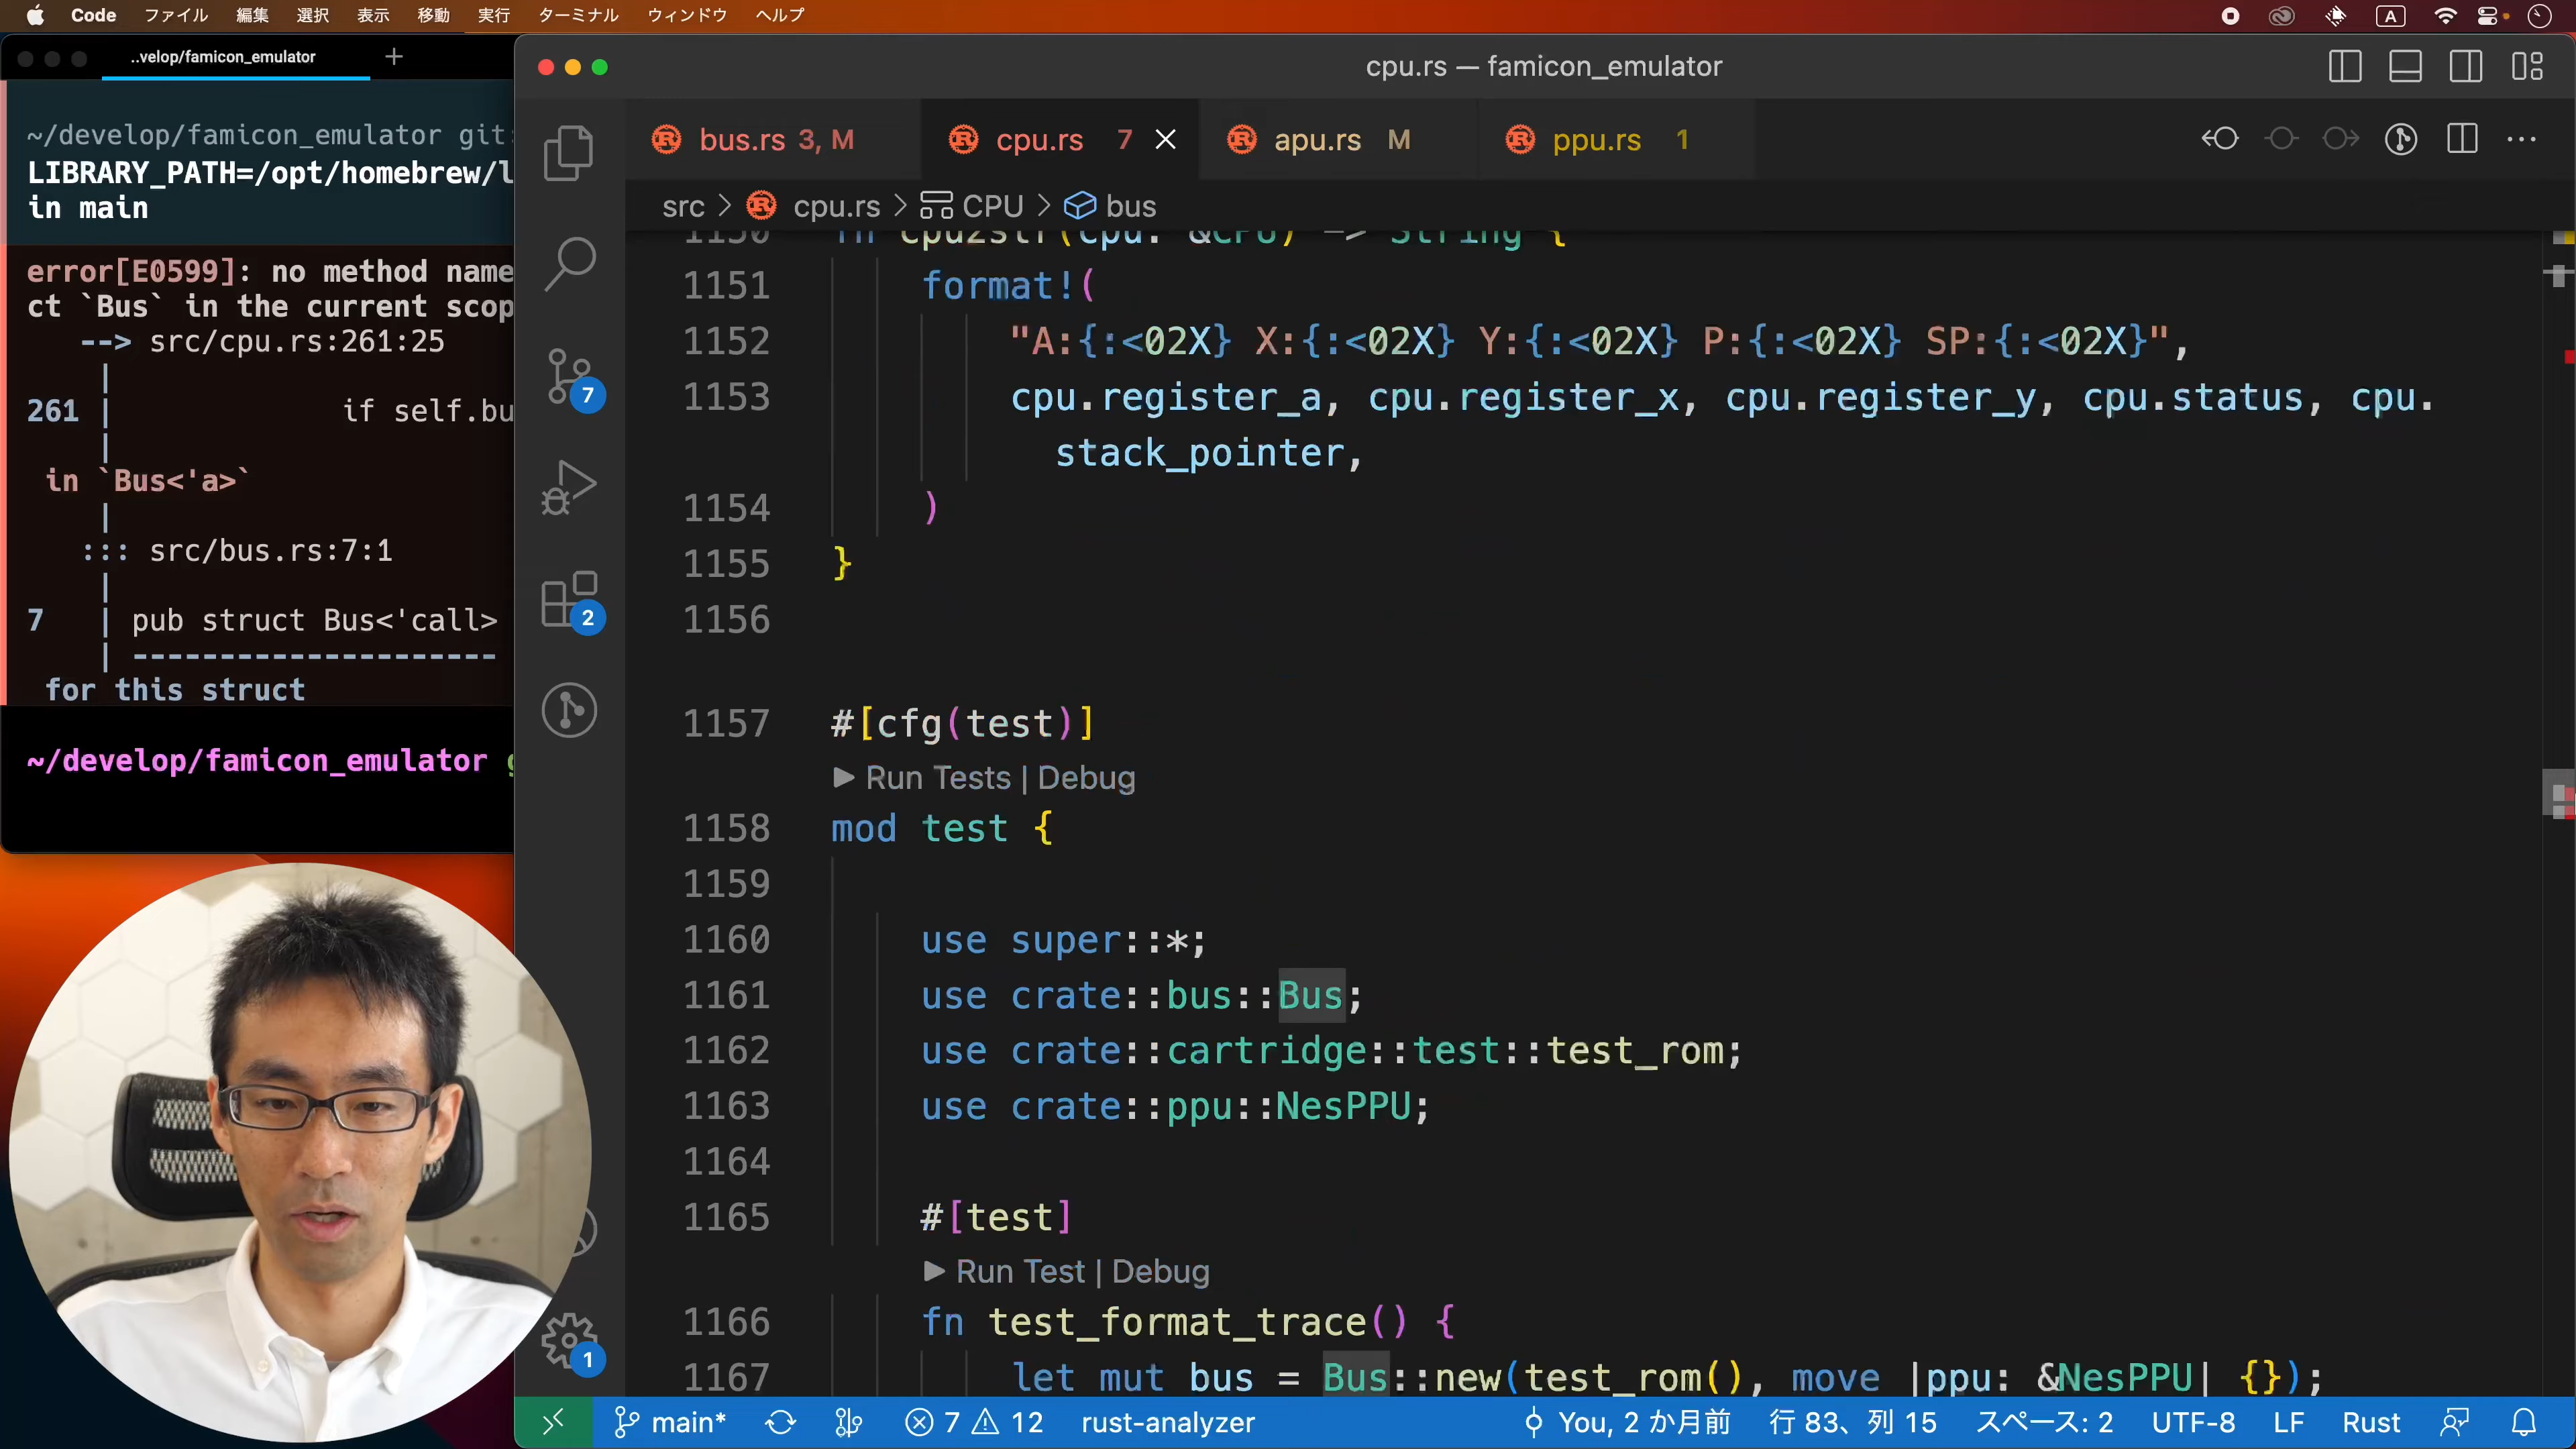 Code ファイル 編集 選択 表示 移動 実行 ターミナル ウィンドウ ヘルプ
A
..velop/famicon_emulator +
~/develop/famicon_emulator git:
LIBRARY_PATH=/opt/homebrew/l
in main
error[E0599]: no method name
ct `Bus` in the current scop
--> src/cpu.rs:261:25
|
261 | if self.bu
|
in `Bus<'a>`
|
::: src/bus.rs:7:1
|
7 | pub struct Bus<'call>
| ---------------------
for this struct
~/develop/famicon_emulator g
cpu.rs — famicon_emulator
bus.rs 3, M
cpu.rs 7
apu.rs M
ppu.rs 1
src > cpu.rs > CPU > bus
7
2
1
1150 fn cpu2str(cpu: &CPU) -> String {
1151 format!(
1152 "A:{:<02X} X:{:<02X} Y:{:<02X} P:{:<02X} SP:{:<02X}",
1153 cpu.register_a, cpu.register_x, cpu.register_y, cpu.status, cpu.
stack_pointer,
1154 )
1155 }
1156
1157 #[cfg(test)]
▶ Run Tests | Debug
1158 mod test {
1159
1160 use super::*;
1161 use crate::bus::Bus;
1162 use crate::cartridge::test::test_rom;
1163 use crate::ppu::NesPPU;
1164
1165 #[test]
▶ Run Test | Debug
1166 fn test_format_trace() {
1167 let mut bus = Bus::new(test_rom(), move |ppu: &NesPPU| {});
main* 7 12 rust-analyzer You, 2 か月前 行 83、列 15 スペース: 2 UTF-8 LF Rust